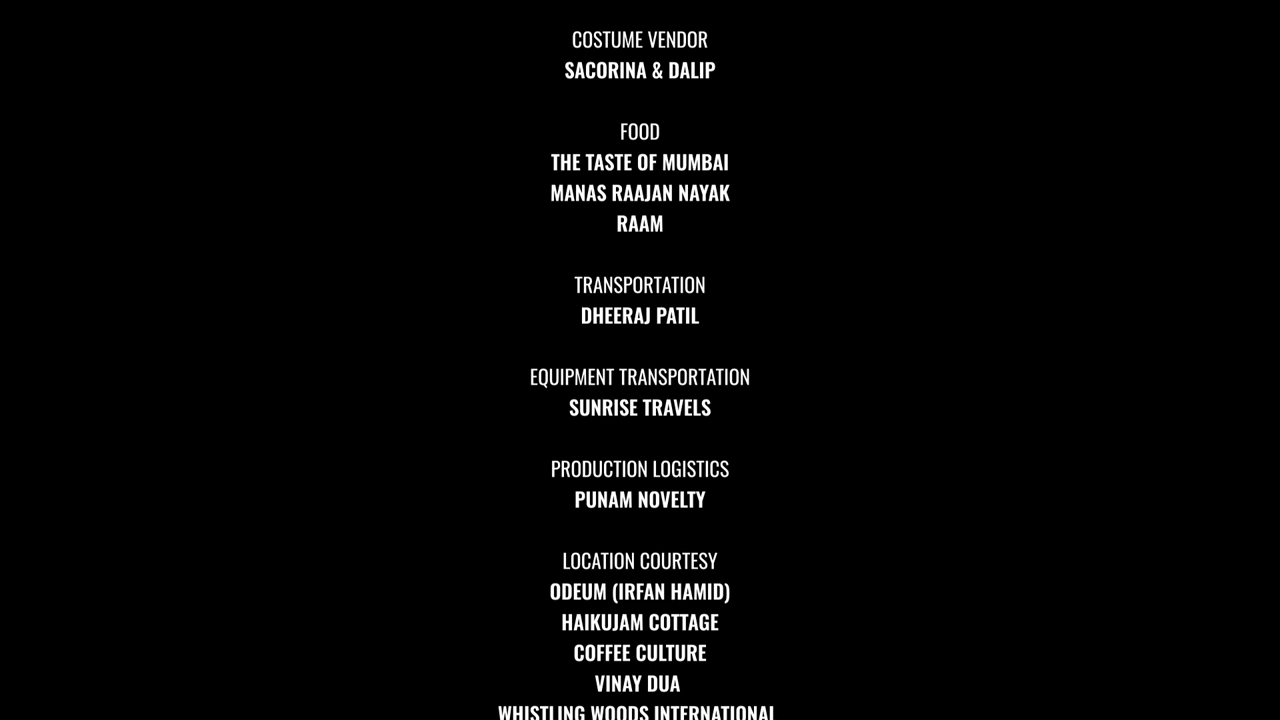 COSTUME VENDOR
SACORINA & DALIP
FOOD
THE TASTE OF MUMBAI
MANAS RAAJAN NAYAK
RAAM
TRANSPORTATION
DHEERAJ PATIL
EQUIPMENT TRANSPORTATION
SUNRISE TRAVELS
PRODUCTION LOGISTICS
PUNAM NOVELTY
LOCATION COURTESY
ODEUM (IRFAN HAMID)
HAIKUJAM COTTAGE
COFFEE CULTURE
VINAY DUA
WHISTLING WOODS INTERNATIONAL